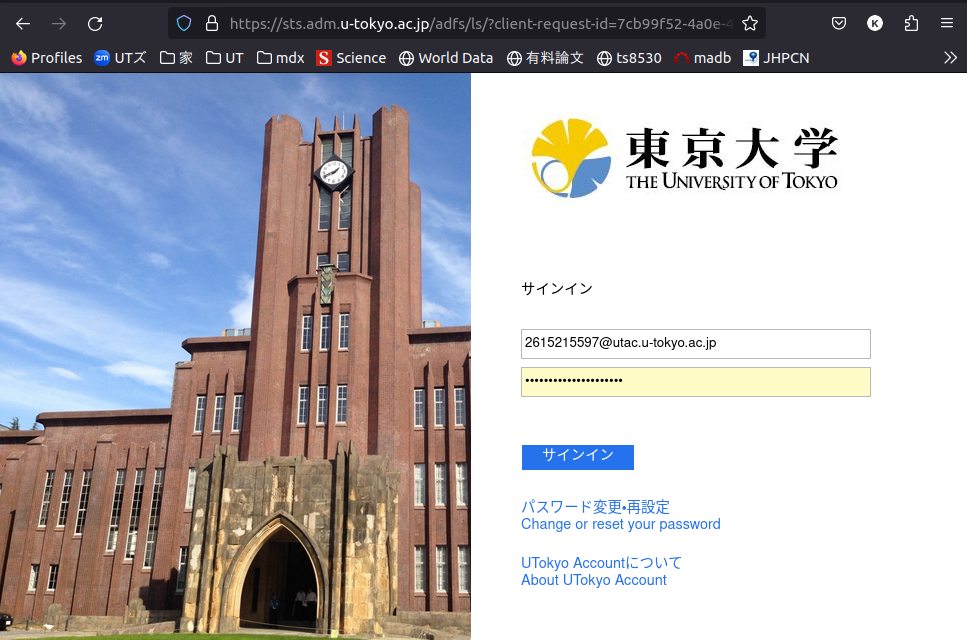 https://sts.adm.u-tokyo.ac.jp/adfs/ls/?client-request-id=7cb99f52-4a0e-4
K
Profiles zm UTズ 家 UT mdx S Science World Data 有料論文 ts8530 madb JHPCN
東京大学
THE UNIVERSITY OF TOKYO
サインイン
2615215597@utac.u-tokyo.ac.jp
•••••••••••••••••••••
サインイン
パスワード変更・再設定
Change or reset your password
UTokyo Accountについて
About UTokyo Account